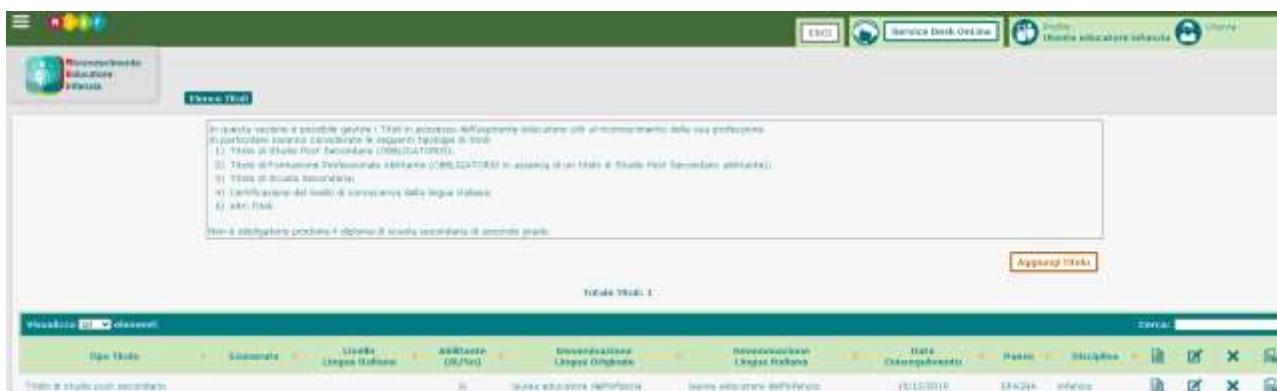 MIUR
ESCI
Service Desk OnLine
Profilo:
Utente educatore infanzia
Utente:
Riconoscimento
Educatore
Infanzia
Elenco Titoli
In questa sezione è possibile gestire i Titoli in possesso dell'aspirante educatore utili al riconoscimento della sua professione.
In particolare saranno considerate le seguenti tipologie di titoli
1) Titolo di Studio Post Secondario (OBBLIGATORIO);
2) Titolo di Formazione Professionale Abilitante (OBBLIGATORIO in assenza di un Titolo di Studio Post Secondario abilitante);
3) Titolo di Scuola Secondaria;
4) Certificazione del livello di conoscenza della lingua italiana;
5) Altri Titoli.
Non è obbligatorio produrre il diploma di scuola secondaria di secondo grado.
Aggiungi Titolo
Totale Titoli: 1
Visualizza 10 elementi
Cerca:
Tipo Titolo
Livello
Lingua Italiana
Abilitante
(Si/No)
Denominazione
Lingua Originale
Denominazione
Lingua Italiana
Data
Conseguimento
Paese
Disciplina
Titolo di studio post secondario
laurea educatore dell'infanzia
laurea educatore dell'infanzia
SPAGNA
infanzia